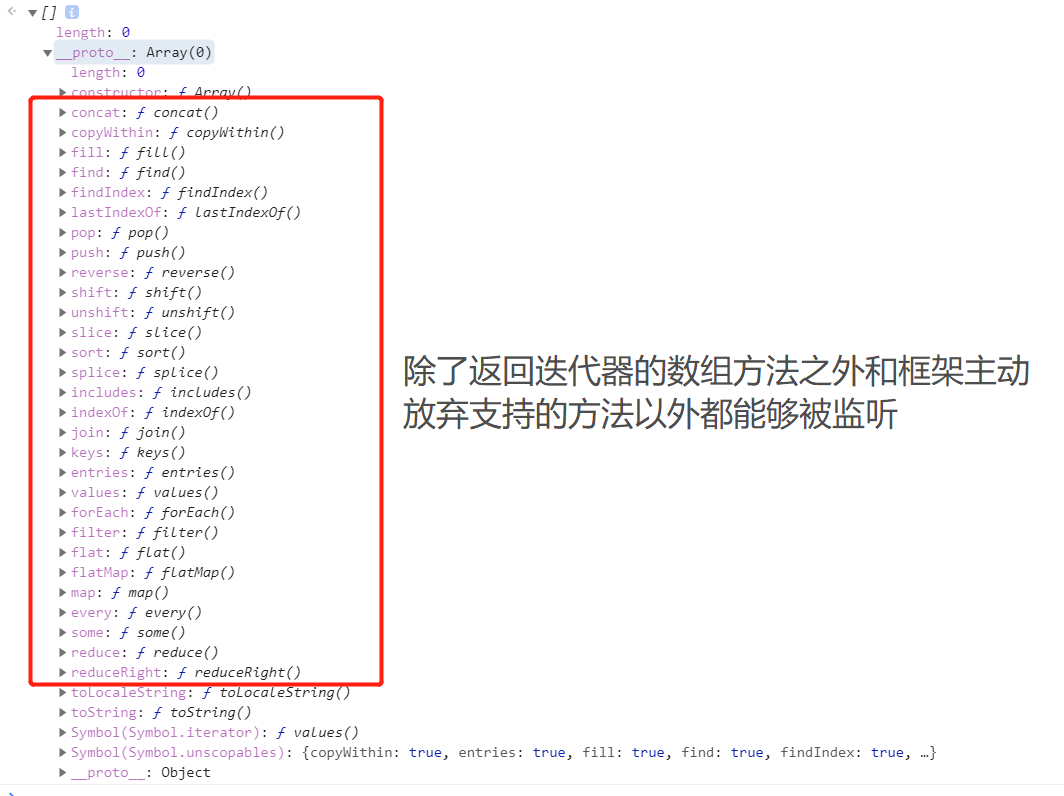 [] i
length: 0
__proto__: Array(0)
length: 0
constructor: ƒ Array()
concat: ƒ concat()
copyWithin: ƒ copyWithin()
fill: ƒ fill()
find: ƒ find()
findIndex: ƒ findIndex()
lastIndexOf: ƒ lastIndexOf()
pop: ƒ pop()
push: ƒ push()
reverse: ƒ reverse()
shift: ƒ shift()
unshift: ƒ unshift()
slice: ƒ slice()
sort: ƒ sort()
splice: ƒ splice()
includes: ƒ includes()
indexOf: ƒ indexOf()
join: ƒ join()
keys: ƒ keys()
entries: ƒ entries()
values: ƒ values()
forEach: ƒ forEach()
filter: ƒ filter()
flat: ƒ flat()
flatMap: ƒ flatMap()
map: ƒ map()
every: ƒ every()
some: ƒ some()
reduce: ƒ reduce()
reduceRight: ƒ reduceRight()
toLocaleString: ƒ toLocaleString()
toString: ƒ toString()
Symbol(Symbol.iterator): ƒ values()
Symbol(Symbol.unscopables): {copyWithin: true, entries: true, fill: true, find: true, findIndex: true, …}
__proto__: Object
除了返回迭代器的数组方法之外和框架主动
放弃支持的方法以外都能够被监听